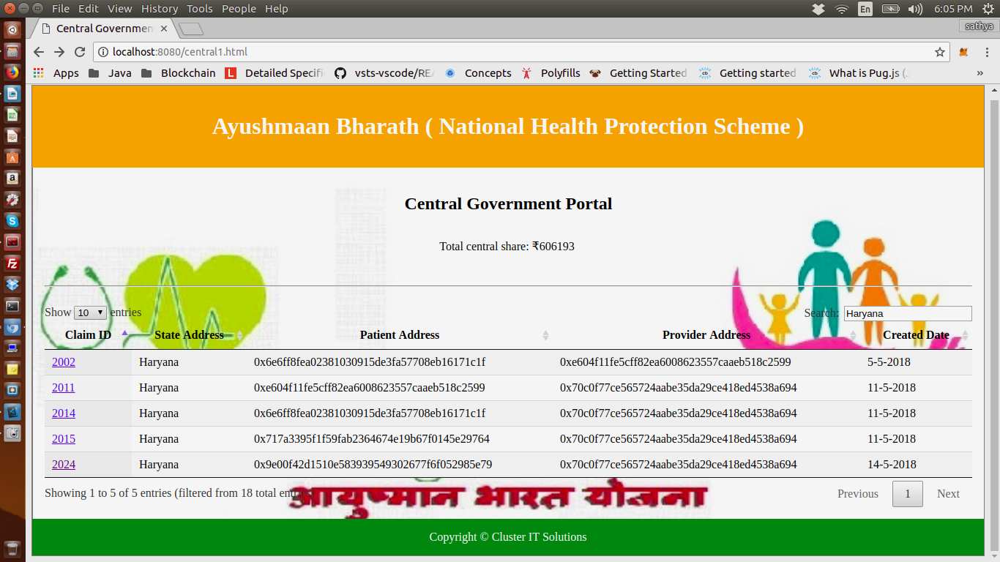 File Edit View History Tools People Help
En 6:05 PM
Central Governmen
sathya
localhost:8080/central1.html
Apps Java Blockchain Detailed Specifi vsts-vscode/REA Concepts Polyfills Getting Started Getting started What is Pug.js ( »
Ayushmaan Bharath ( National Health Protection Scheme )
Central Government Portal
Total central share: ₹606193
Show 10 entries
Search: Haryana
Claim ID State Address Patient Address Provider Address Created Date
2002 Haryana 0x6e6ff8fea02381030915de3fa57708eb16171c1f 0xe604f11fe5cff82ea6008623557caaeb518c2599 5-5-2018
2011 Haryana 0xe604f11fe5cff82ea6008623557caaeb518c2599 0x70c0f77ce565724aabe35da29ce418ed4538a694 11-5-2018
2014 Haryana 0x6e6ff8fea02381030915de3fa57708eb16171c1f 0x70c0f77ce565724aabe35da29ce418ed4538a694 11-5-2018
2015 Haryana 0x717a3395f1f59fab2364674e19b67f0145e29764 0x70c0f77ce565724aabe35da29ce418ed4538a694 11-5-2018
2024 Haryana 0x9e00f42d1510e583939549302677f6f052985e79 0x70c0f77ce565724aabe35da29ce418ed4538a694 14-5-2018
Showing 1 to 5 of 5 entries (filtered from 18 total entries)
Previous 1 Next
आयुष्मान भारत योजना
Copyright © Cluster IT Solutions